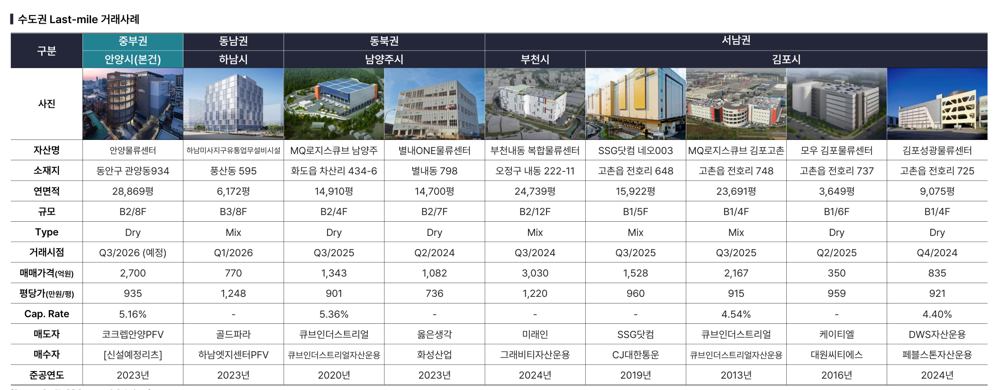 수도권 Last-mile 거래사례
구분 중부권 동남권 동북권 서남권
안양시(본건) 하남시 남양주시 부천시 김포시
사진
자산명 안양물류센터 하남미사지구유통업무설비시설 MQ로지스큐브 남양주 별내ONE물류센터 부천내동 복합물류센터 SSG닷컴 네오003 MQ로지스큐브 김포고촌 모우 김포물류센터 김포성광물류센터
소재지 동안구 관양동934 풍산동 595 화도읍 차산리 434-6 별내동 798 오정구 내동 222-11 고촌읍 전호리 648 고촌읍 전호리 748 고촌읍 전호리 737 고촌읍 전호리 725
연면적 28,869평 6,172평 14,910평 14,700평 24,739평 15,922평 23,691평 3,649평 9,075평
규모 B2/8F B3/8F B2/4F B2/7F B2/12F B1/5F B1/4F B1/6F B1/4F
Type Dry Mix Dry Dry Mix Mix Mix Dry Dry
거래시점 Q3/2026 (예정) Q1/2026 Q3/2025 Q2/2024 Q3/2024 Q3/2025 Q3/2025 Q2/2025 Q4/2024
매매가격(억원) 2,700 770 1,343 1,082 3,030 1,528 2,167 350 835
평당가(만원/평) 935 1,248 901 736 1,220 960 915 959 921
Cap. Rate 5.16% - 5.36% - - - 4.54% - 4.40%
매도자 코크렙안양PFV 골드파라 큐브인더스트리얼 옳은생각 미래인 SSG닷컴 큐브인더스트리얼 케이티엘 DWS자산운용
매수자 [신설예정리츠] 하남엣지센터PFV 큐브인더스트리얼자산운용 화성산업 그래비티자산운용 CJ대한통운 큐브인더스트리얼자산운용 대원씨티에스 페블스톤자산운용
준공연도 2023년 2023년 2020년 2023년 2024년 2019년 2013년 2016년 2024년